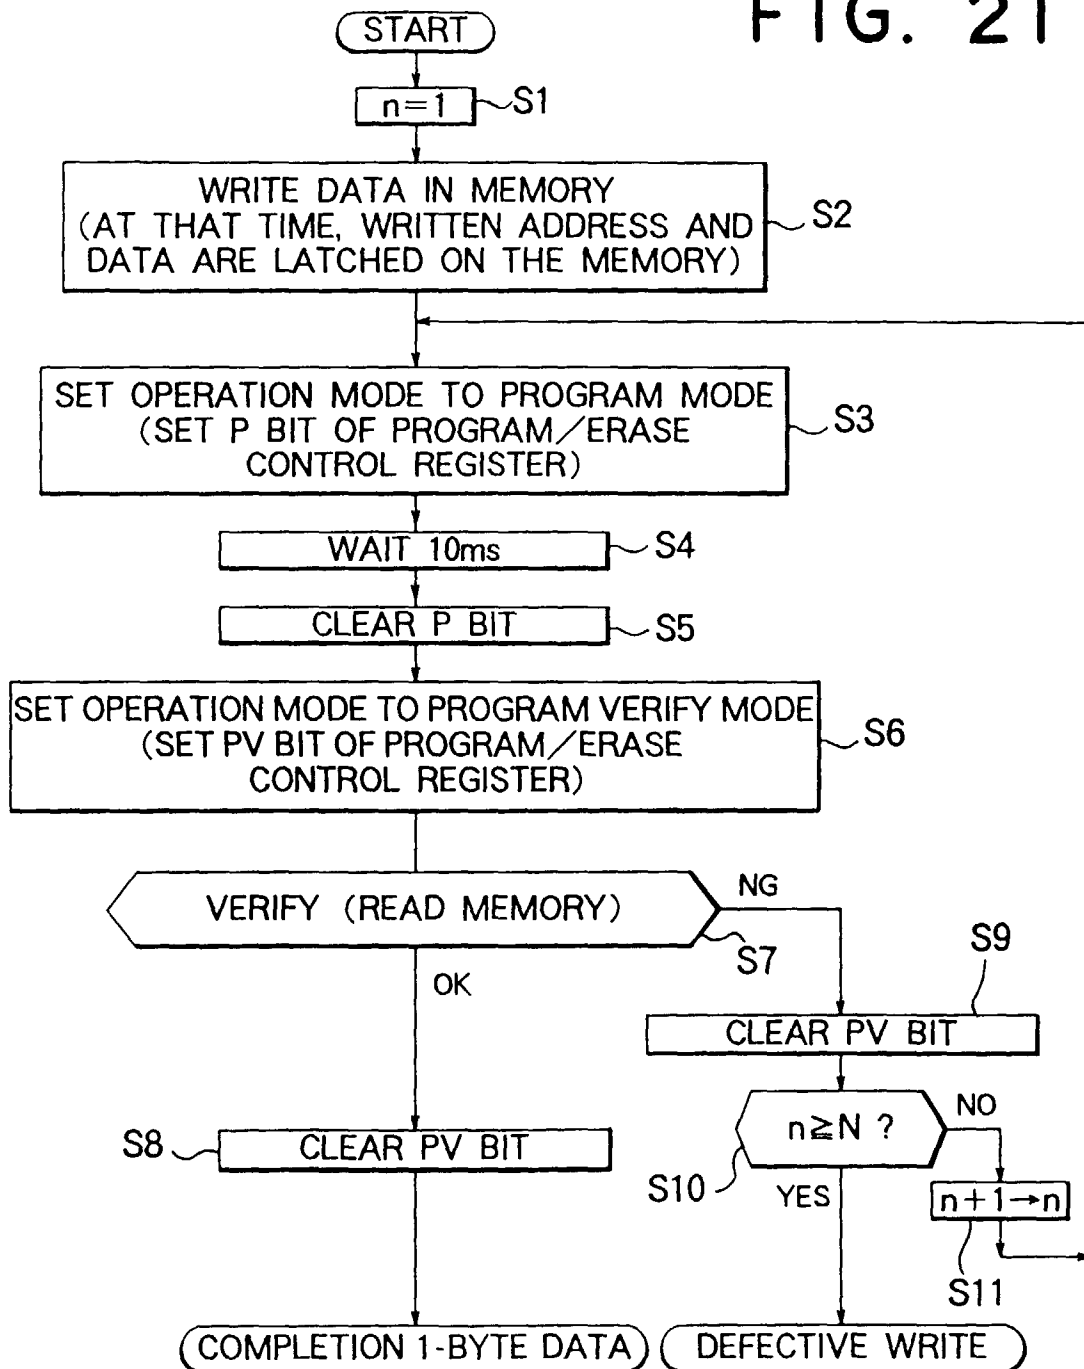 FIG. 21
START
n=1
S1
WRITE DATA IN MEMORY
(AT THAT TIME, WRITTEN ADDRESS AND
DATA ARE LATCHED ON THE MEMORY)
S2
SET OPERATION MODE TO PROGRAM MODE
(SET P BIT OF PROGRAM/ERASE
CONTROL REGISTER)
S3
WAIT 10ms
S4
CLEAR P BIT
S5
SET OPERATION MODE TO PROGRAM VERIFY MODE
(SET PV BIT OF PROGRAM/ERASE
CONTROL REGISTER)
S6
VERIFY (READ MEMORY)
NG
S7
OK
S9
CLEAR PV BIT
n≧N ?
NO
S10
YES
S8
CLEAR PV BIT
n+1→n
S11
COMPLETION 1-BYTE DATA
DEFECTIVE WRITE